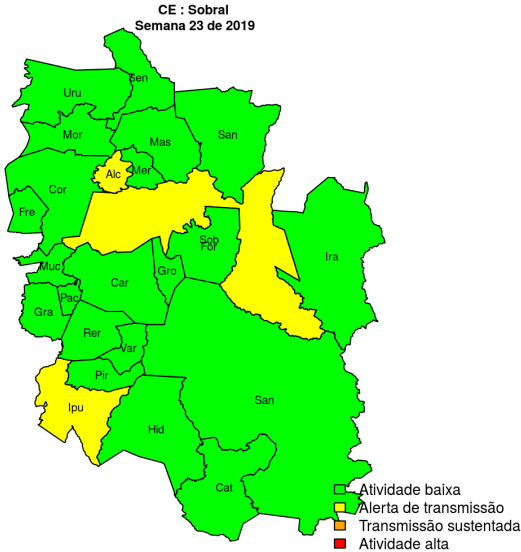 CE : Sobral
Semana 23 de 2019
Sen
Uru
Mor
Mas
San
Alc
Mer
Cor
Fre
Sob
For
Ira
Muc
Gro
Car
Pac
Gra
Rer
Var
Pir
San
Ipu
Hid
Cat
Atividade baixa
Alerta de transmissão
Transmissão sustentada
Atividade alta